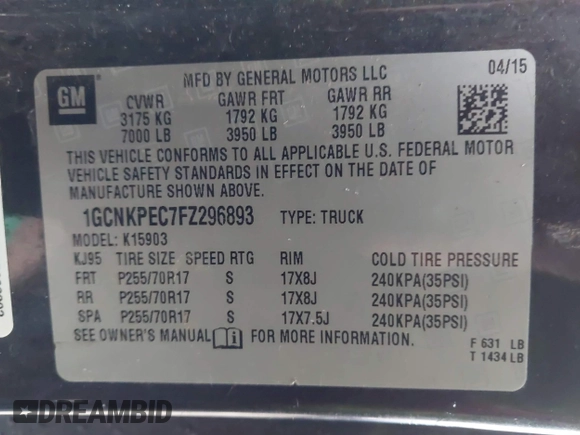 GM
MFD BY GENERAL MOTORS LLC
04/15
GVWR GAWR FRT GAWR RR
3175 KG 1792 KG 1792 KG
7000 LB 3950 LB 3950 LB
THIS VEHICLE CONFORMS TO ALL APPLICABLE U.S. FEDERAL MOTOR
VEHICLE SAFETY STANDARDS IN EFFECT ON THE DATE OF
MANUFACTURE SHOWN ABOVE.
1GCNKPEC7FZ296893 TYPE: TRUCK
MODEL: K15903
KJ95 TIRE SIZE SPEED RTG RIM COLD TIRE PRESSURE
FRT P255/70R17 S 17X8J 240KPA(35PSI)
RR P255/70R17 S 17X8J 240KPA(35PSI)
SPA P255/70R17 S 17X7.5J 240KPA(35PSI)
SEE OWNER'S MANUAL FOR MORE INFORMATION.
F 631 LB
T 1434 LB
DREAMBID